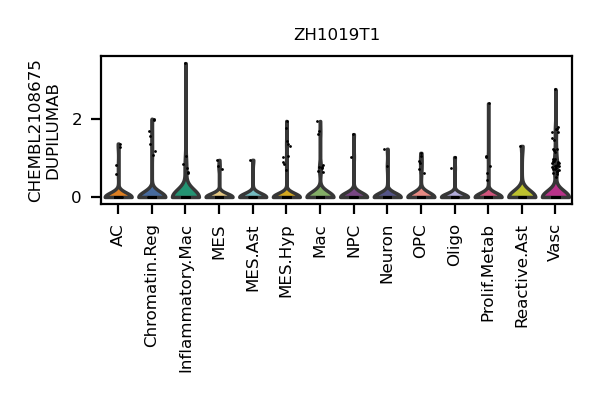 ZH1019T1
CHEMBL2108675
DUPILUMAB
2
0
AC
Chromatin.Reg
Inflammatory.Mac
MES
MES.Ast
MES.Hyp
Mac
NPC
Neuron
OPC
Oligo
Prolif.Metab
Reactive.Ast
Vasc